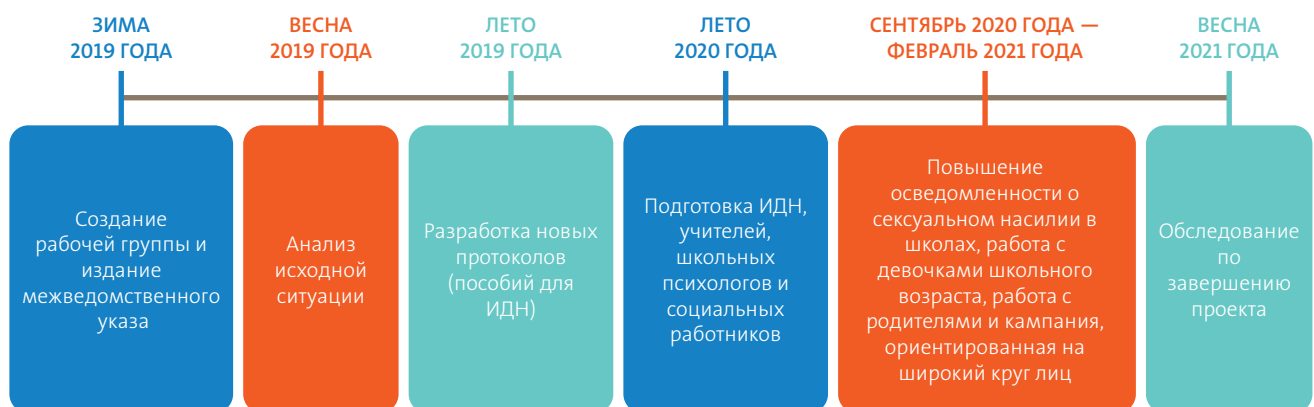 ЗИМА
2019 ГОДА
ВЕСНА
2019 ГОДА
ЛЕТО
2019 ГОДА
ЛЕТО
2020 ГОДА
СЕНТЯБРЬ 2020 ГОДА —
ФЕВРАЛЬ 2021 ГОДА
ВЕСНА
2021 ГОДА
Создание
рабочей группы и
издание
межведомственного
указа
Анализ
исходной
ситуации
Разработка новых
протоколов
(пособий для
ИДН)
Подготовка ИДН,
учителей,
школьных
психологов и
социальных
работников
Повышение
осведомленности о
сексуальном насилии в
школах, работа с
девочками школьного
возраста, работа с
родителями и кампания,
ориентированная на
широкий круг лиц
Обследование
по
завершению
проекта